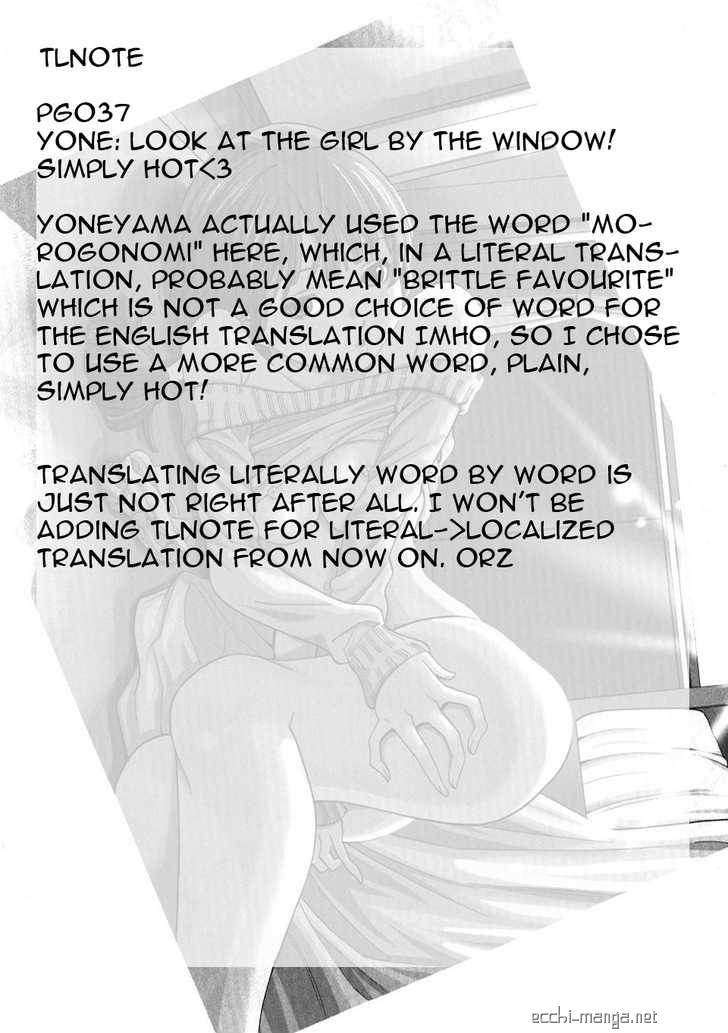 TLNOTE
PG037
YONE: LOOK AT THE GIRL BY THE WINDOW!
SIMPLY HOT<3
YONEYAMA ACTUALLY USED THE WORD "MO-
ROGONOMI" HERE, WHICH, IN A LITERAL TRANS-
LATION, PROBABLY MEAN "BRITTLE FAVOURITE"
WHICH IS NOT A GOOD CHOICE OF WORD FOR
THE ENGLISH TRANSLATION IMHO, SO I CHOSE
TO USE A MORE COMMON WORD, PLAIN,
SIMPLY HOT!
TRANSLATING LITERALLY WORD BY WORD IS
JUST NOT RIGHT AFTER ALL. I WON'T BE
ADDING TLNOTE FOR LITERAL->LOCALIZED
TRANSLATION FROM NOW ON. ORZ
ecchi-manga.net